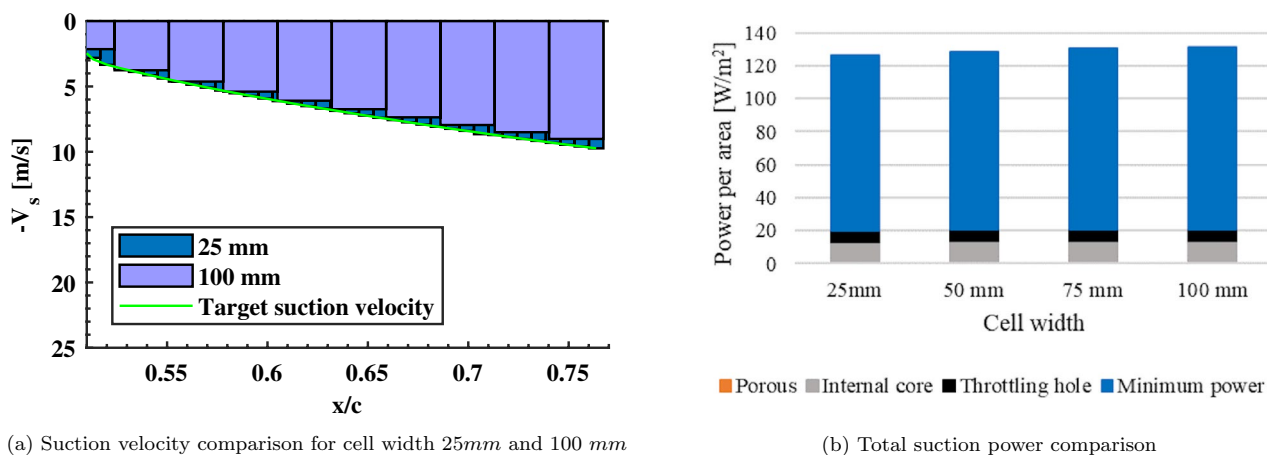 0
5
10
15
20
25
-V_s [m/s]
25 mm
100 mm
Target suction velocity
0.55
0.6
0.65
0.7
0.75
x/c
(a) Suction velocity comparison for cell width 25mm and 100 mm
140
120
100
80
60
40
20
0
Power per area [W/m²]
25mm
50 mm
75 mm
100 mm
Cell width
Porous
Internal core
Throttling hole
Minimum power
(b) Total suction power comparison